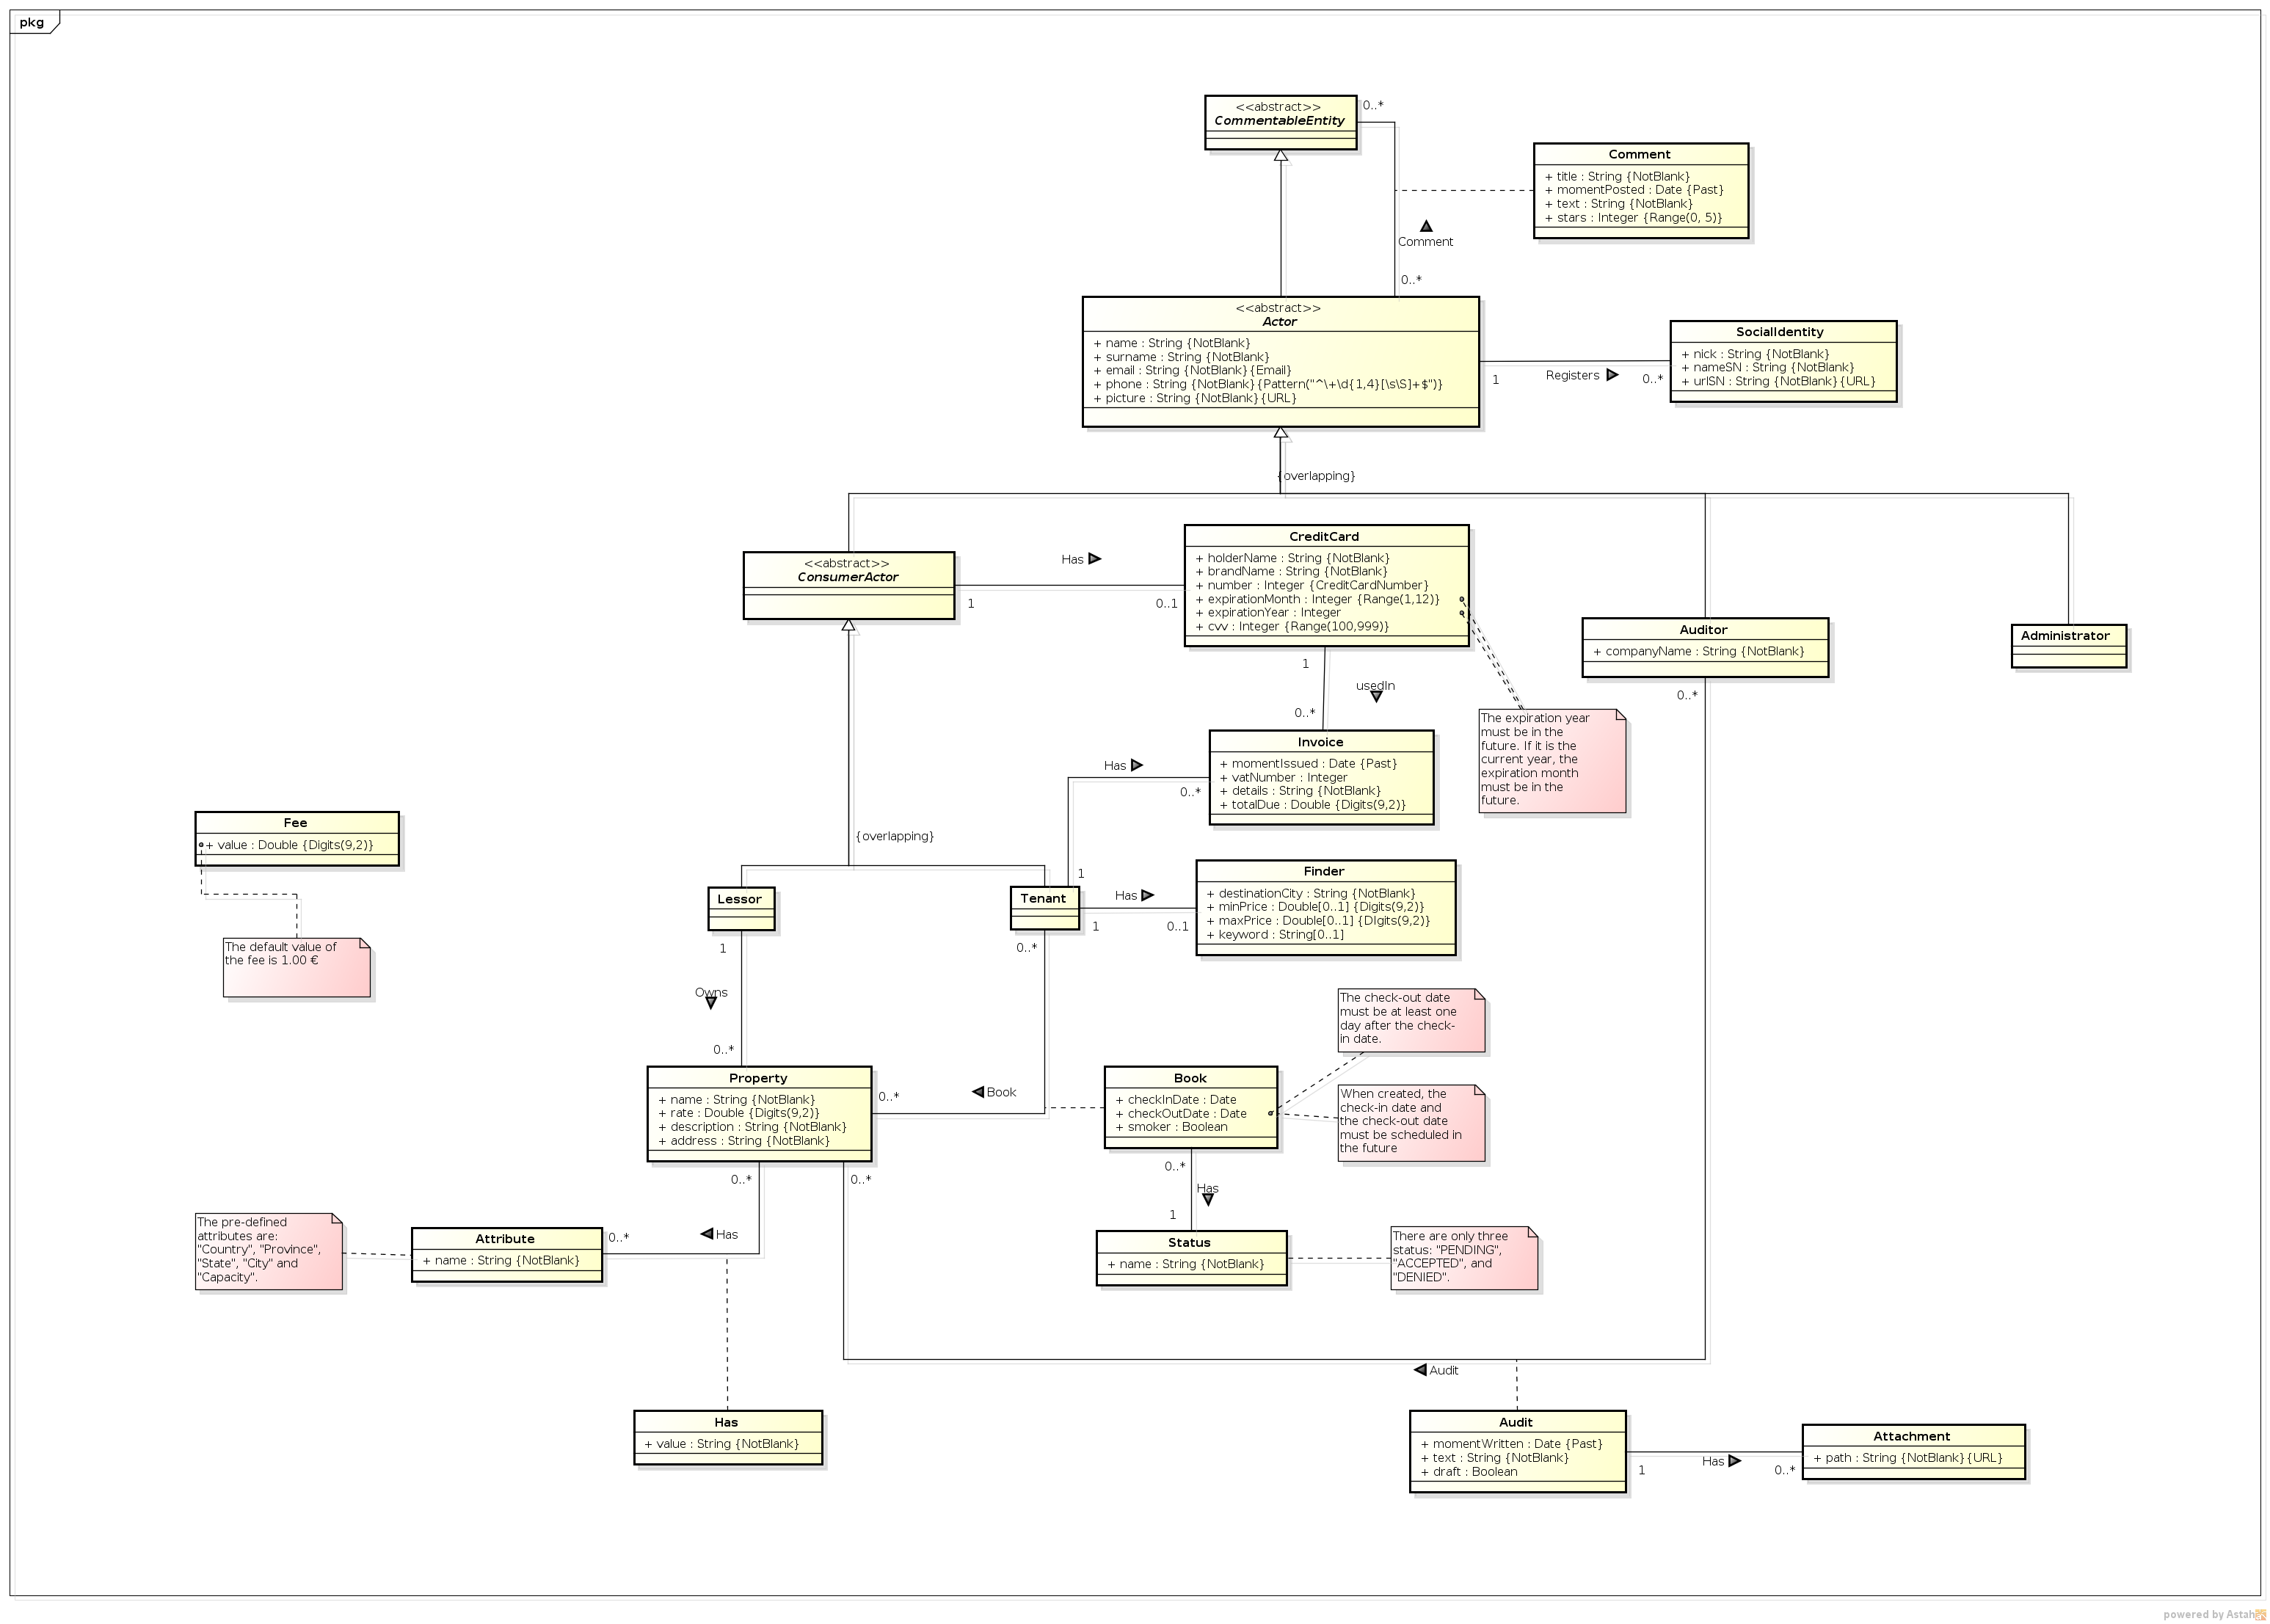 pkg
<<abstract>>
CommentableEntity
0..*
Comment
+ title : String {NotBlank}
+ momentPosted : Date {Past}
+ text : String {NotBlank}
+ stars : Integer {Range(0, 5)}
Comment
0..*
<<abstract>>
Actor
+ name : String {NotBlank}
+ surname : String {NotBlank}
+ email : String {NotBlank}{Email}
+ phone : String {NotBlank}{Pattern("^\+\d{1,4}[\s\S]+$")}
+ picture : String {NotBlank}{URL}
1
Registers
0..*
SocialIdentity
+ nick : String {NotBlank}
+ nameSN : String {NotBlank}
+ urlSN : String {NotBlank}{URL}
{overlapping}
<<abstract>>
ConsumerActor
Has
1
0..1
CreditCard
+ holderName : String {NotBlank}
+ brandName : String {NotBlank}
+ number : Integer {CreditCardNumber}
+ expirationMonth : Integer {Range(1,12)}
+ expirationYear : Integer
+ cvv : Integer {Range(100,999)}
Auditor
+ companyName : String {NotBlank}
0..*
Administrator
1
usedIn
0..*
The expiration year
must be in the
future. If it is the
current year, the
expiration month
must be in the
future.
Invoice
+ momentIssued : Date {Past}
+ vatNumber : Integer
+ details : String {NotBlank}
+ totalDue : Double {Digits(9,2)}
Has
0..*
1
{overlapping}
Fee
+ value : Double {Digits(9,2)}
The default value of
the fee is 1.00 €
Lessor
Tenant
Has
1
0..1
Finder
+ destinationCity : String {NotBlank}
+ minPrice : Double[0..1] {Digits(9,2)}
+ maxPrice : Double[0..1] {DIgits(9,2)}
+ keyword : String[0..1]
1
Owns
0..*
0..*
Book
0..*
Property
+ name : String {NotBlank}
+ rate : Double {Digits(9,2)}
+ description : String {NotBlank}
+ address : String {NotBlank}
Book
+ checkInDate : Date
+ checkOutDate : Date
+ smoker : Boolean
The check-out date
must be at least one
day after the check-
in date.
When created, the
check-in date and
the check-out date
must be scheduled in
the future
0..*
Has
1
Status
+ name : String {NotBlank}
There are only three
status: "PENDING",
"ACCEPTED", and
"DENIED".
0..*
0..*
Has
0..*
The pre-defined
attributes are:
"Country", "Province",
"State", "City" and
"Capacity".
Attribute
+ name : String {NotBlank}
Audit
Has
+ value : String {NotBlank}
Audit
+ momentWritten : Date {Past}
+ text : String {NotBlank}
+ draft : Boolean
1
Has
0..*
Attachment
+ path : String {NotBlank}{URL}
powered by Astah